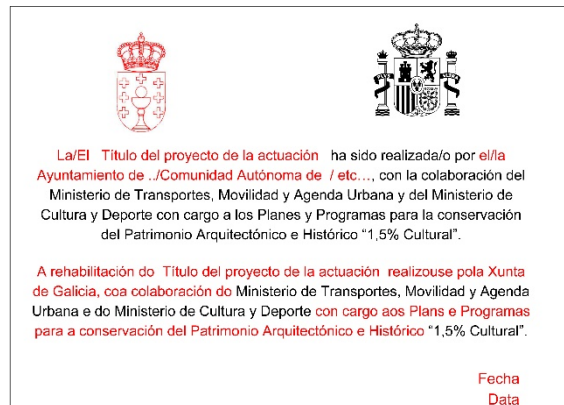 La/El Título del proyecto de la actuación ha sido realizada/o por el/la
Ayuntamiento de ../Comunidad Autónoma de / etc…, con la colaboración del
Ministerio de Transportes, Movilidad y Agenda Urbana y del Ministerio de
Cultura y Deporte con cargo a los Planes y Programas para la conservación
del Patrimonio Arquitectónico e Histórico “1,5% Cultural”.
A rehabilitación do Título del proyecto de la actuación realizouse pola Xunta
de Galicia, coa colaboración do Ministerio de Transportes, Movilidad y Agenda
Urbana e do Ministerio de Cultura y Deporte con cargo aos Plans e Programas
para a conservación del Patrimonio Arquitectónico e Histórico “1,5% Cultural”.
Fecha
Data